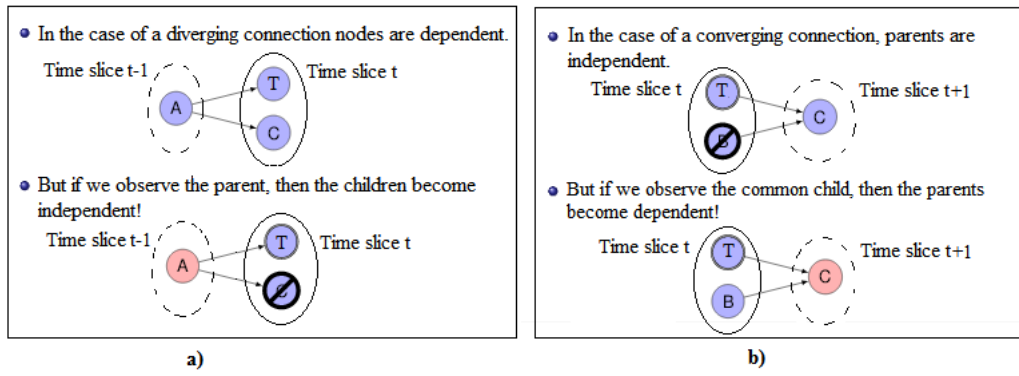 In the case of a diverging connection nodes are dependent.
Time slice t-1
Time slice t
A
T
C
But if we observe the parent, then the children become
independent!
Time slice t-1
Time slice t
A
T
C
a)
In the case of a converging connection, parents are
independent.
Time slice t
Time slice t+1
T
B
C
But if we observe the common child, then the parents
become dependent!
Time slice t
Time slice t+1
T
B
C
b)